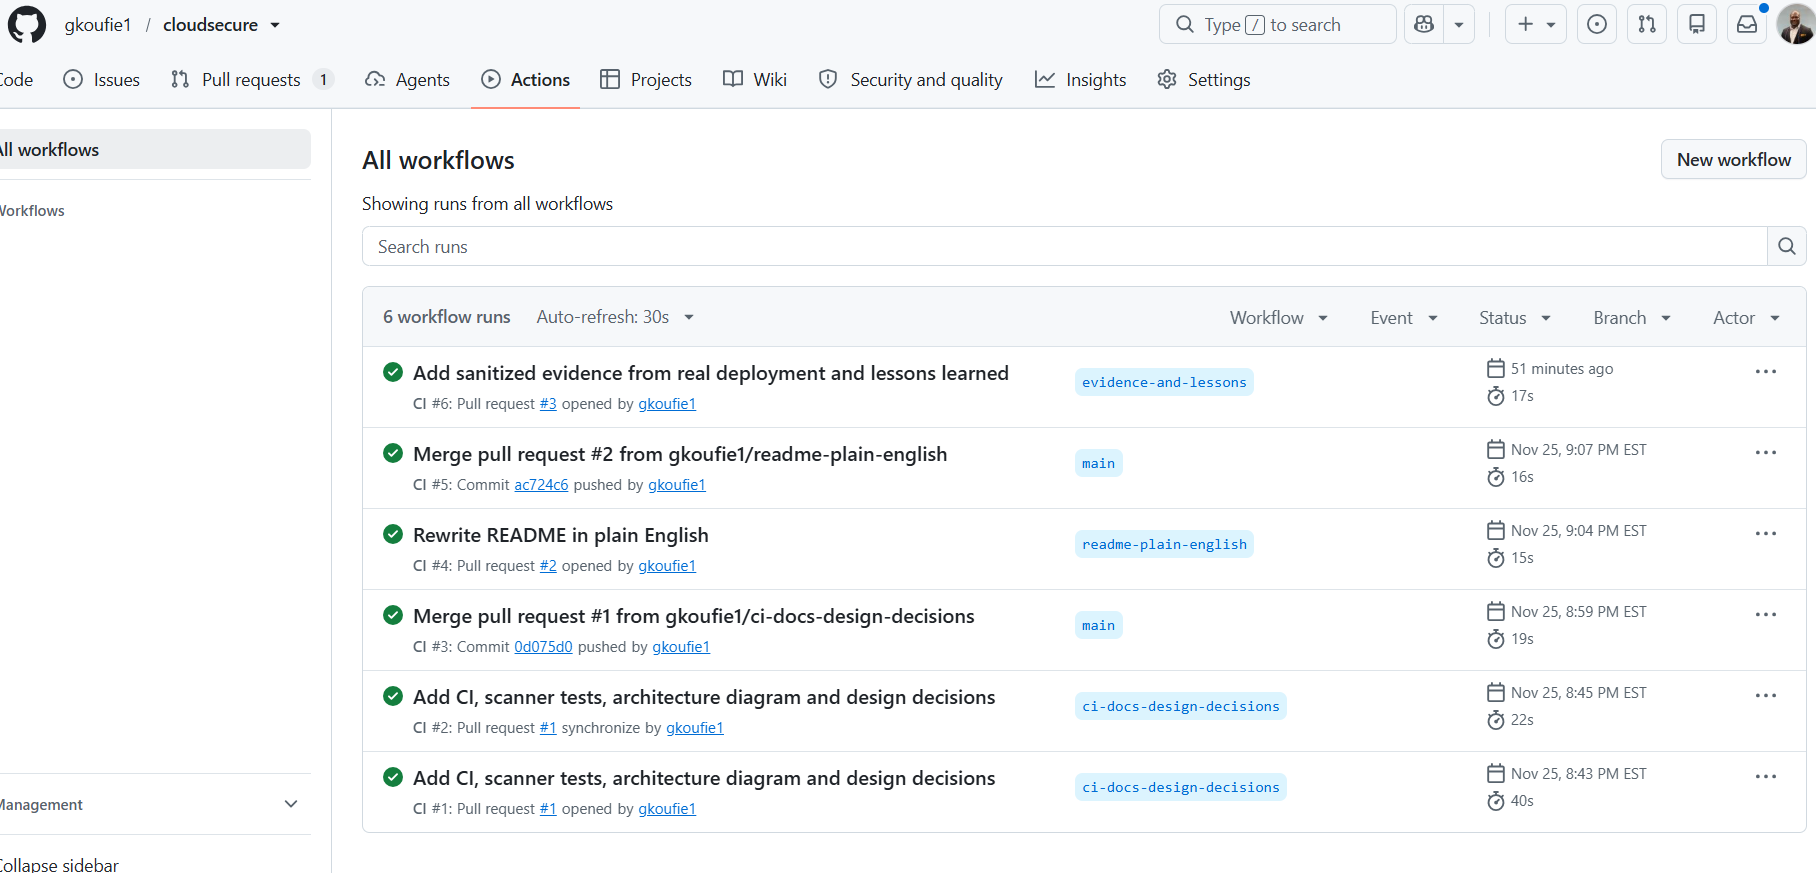 gkoufie1 / cloudsecure
Type / to search
Code
Issues
Pull requests 1
Agents
Actions
Projects
Wiki
Security and quality
Insights
Settings
All workflows
Workflows
Management
Collapse sidebar
All workflows
New workflow
Showing runs from all workflows
Search runs
6 workflow runs
Auto-refresh: 30s
Workflow
Event
Status
Branch
Actor
Add sanitized evidence from real deployment and lessons learned
CI #6: Pull request #3 opened by gkoufie1
evidence-and-lessons
51 minutes ago
17s
Merge pull request #2 from gkoufie1/readme-plain-english
CI #5: Commit ac724c6 pushed by gkoufie1
main
Nov 25, 9:07 PM EST
16s
Rewrite README in plain English
CI #4: Pull request #2 opened by gkoufie1
readme-plain-english
Nov 25, 9:04 PM EST
15s
Merge pull request #1 from gkoufie1/ci-docs-design-decisions
CI #3: Commit 0d075d0 pushed by gkoufie1
main
Nov 25, 8:59 PM EST
19s
Add CI, scanner tests, architecture diagram and design decisions
CI #2: Pull request #1 synchronize by gkoufie1
ci-docs-design-decisions
Nov 25, 8:45 PM EST
22s
Add CI, scanner tests, architecture diagram and design decisions
CI #1: Pull request #1 opened by gkoufie1
ci-docs-design-decisions
Nov 25, 8:43 PM EST
40s